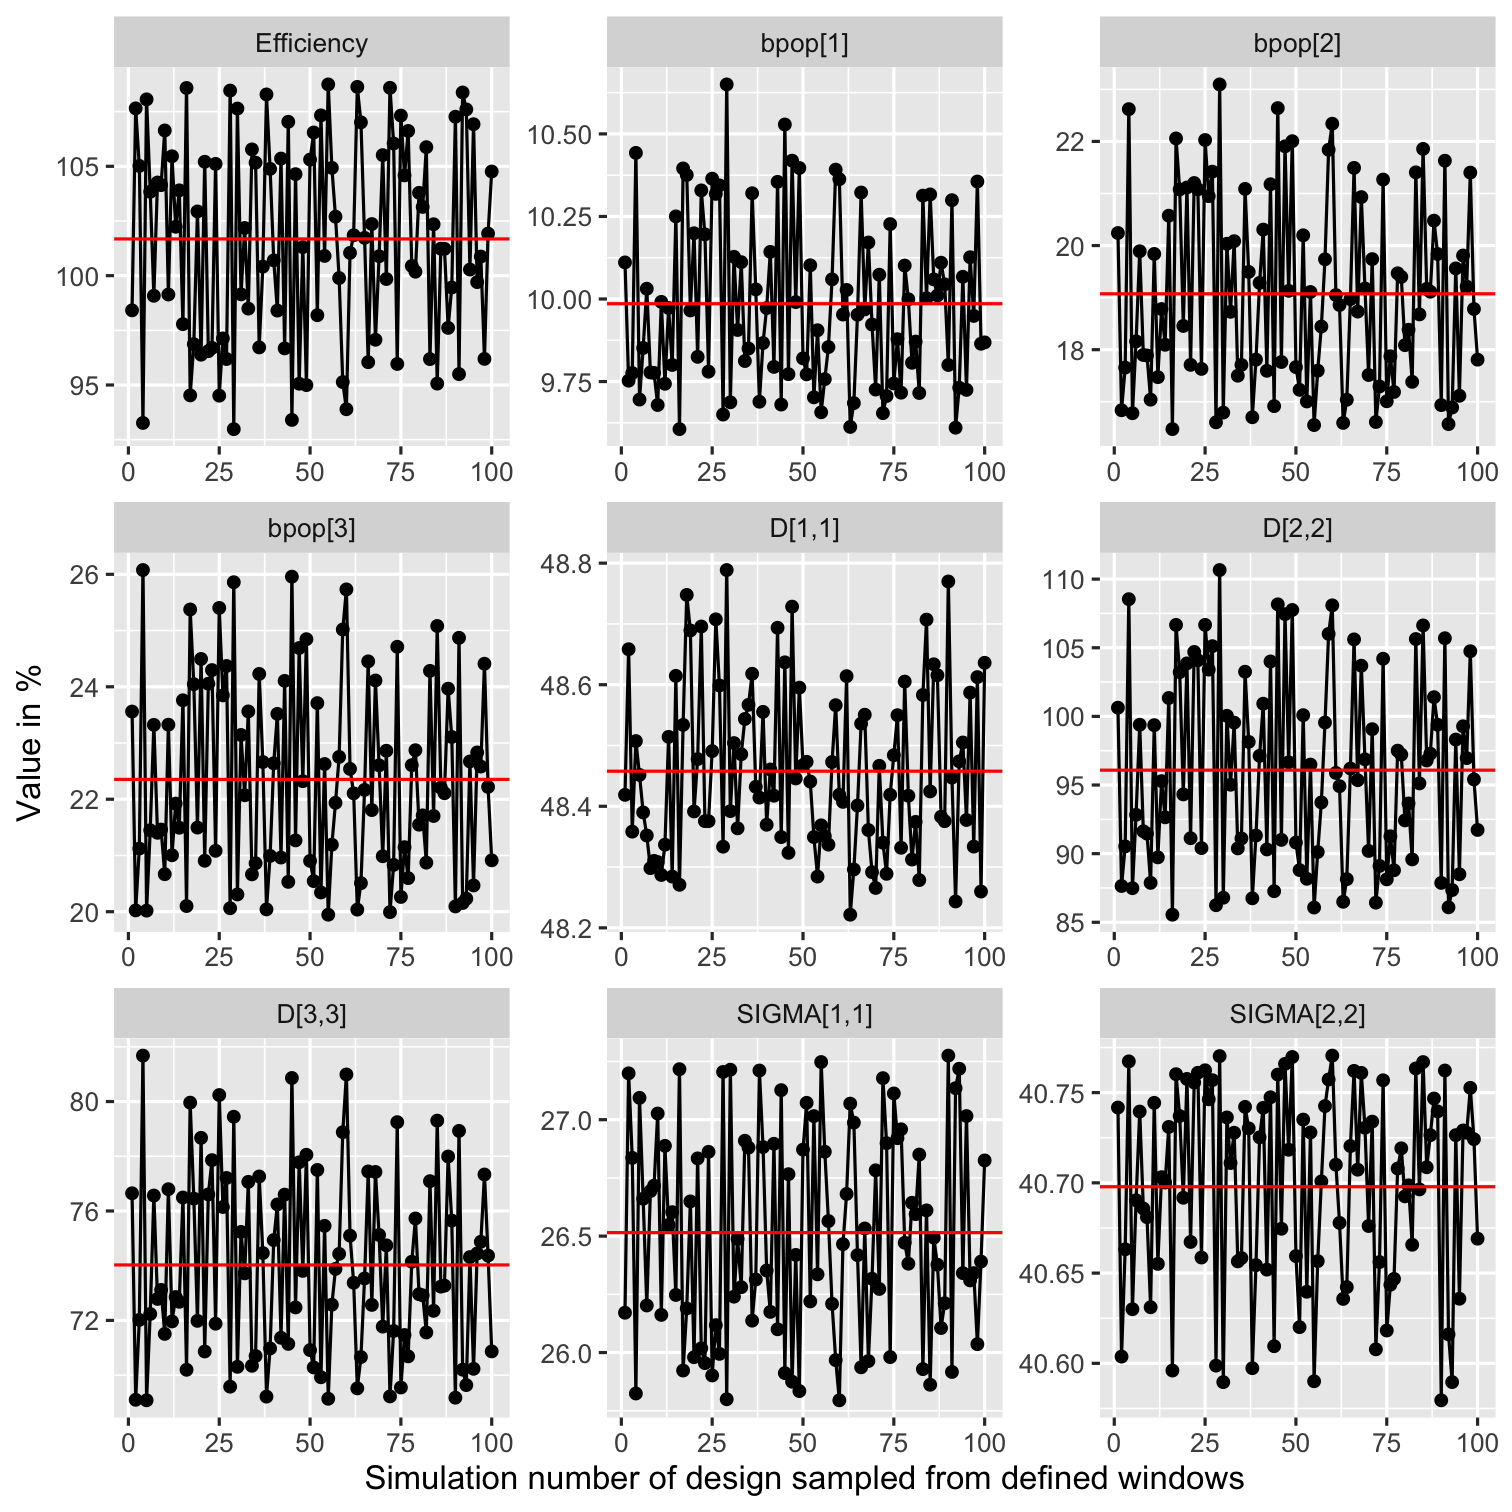 Efficiency
bpop[1]
bpop[2]
105
100
95
10.50
10.25
10.00
9.75
22
20
18
0 25 50 75 100
0 25 50 75 100
0 25 50 75 100
bpop[3]
D[1,1]
D[2,2]
26
24
22
20
48.8
48.6
48.4
48.2
110
105
100
95
90
85
0 25 50 75 100
0 25 50 75 100
0 25 50 75 100
Value in %
D[3,3]
SIGMA[1,1]
SIGMA[2,2]
80
76
72
27.0
26.5
26.0
40.75
40.70
40.65
40.60
0 25 50 75 100
0 25 50 75 100
0 25 50 75 100
Simulation number of design sampled from defined windows